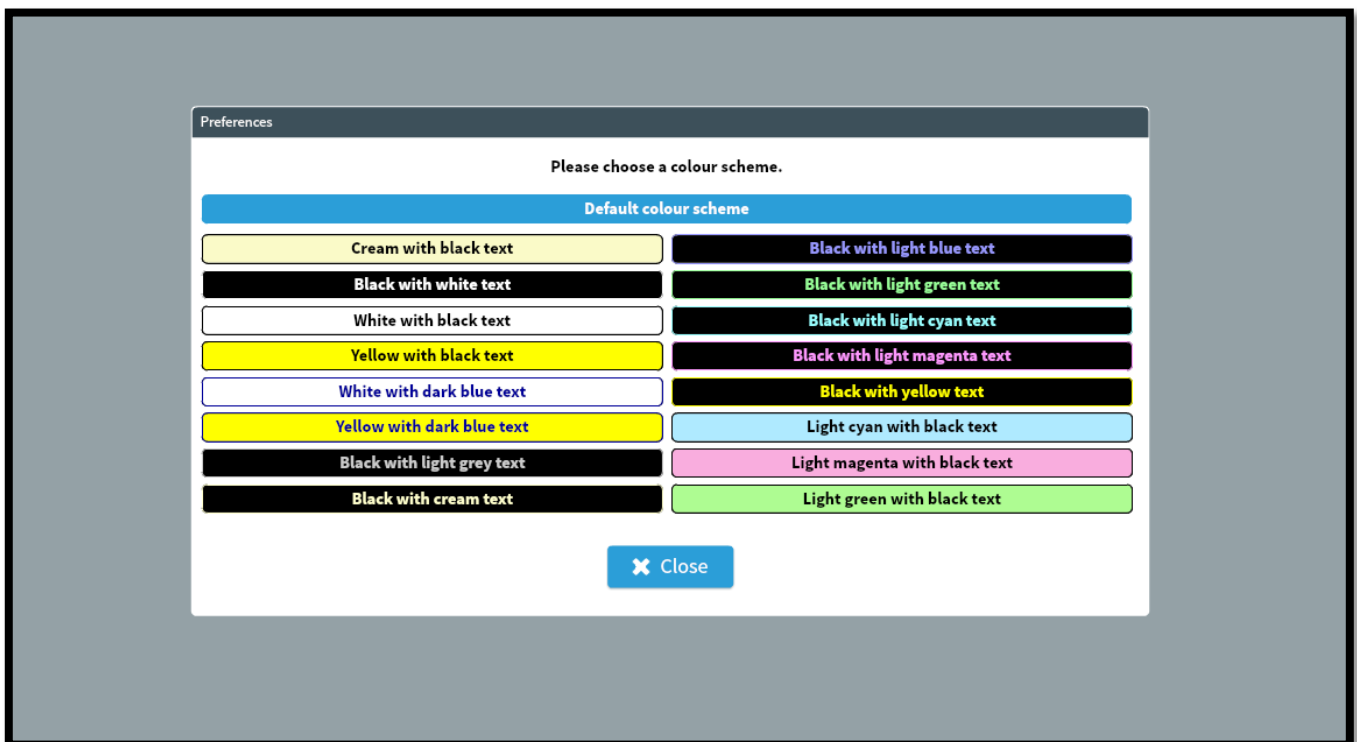 Preferences
Please choose a colour scheme.
Default colour scheme
Cream with black text
Black with white text
White with black text
Yellow with black text
White with dark blue text
Yellow with dark blue text
Black with light grey text
Black with cream text
Black with light blue text
Black with light green text
Black with light cyan text
Black with light magenta text
Black with yellow text
Light cyan with black text
Light magenta with black text
Light green with black text
Close